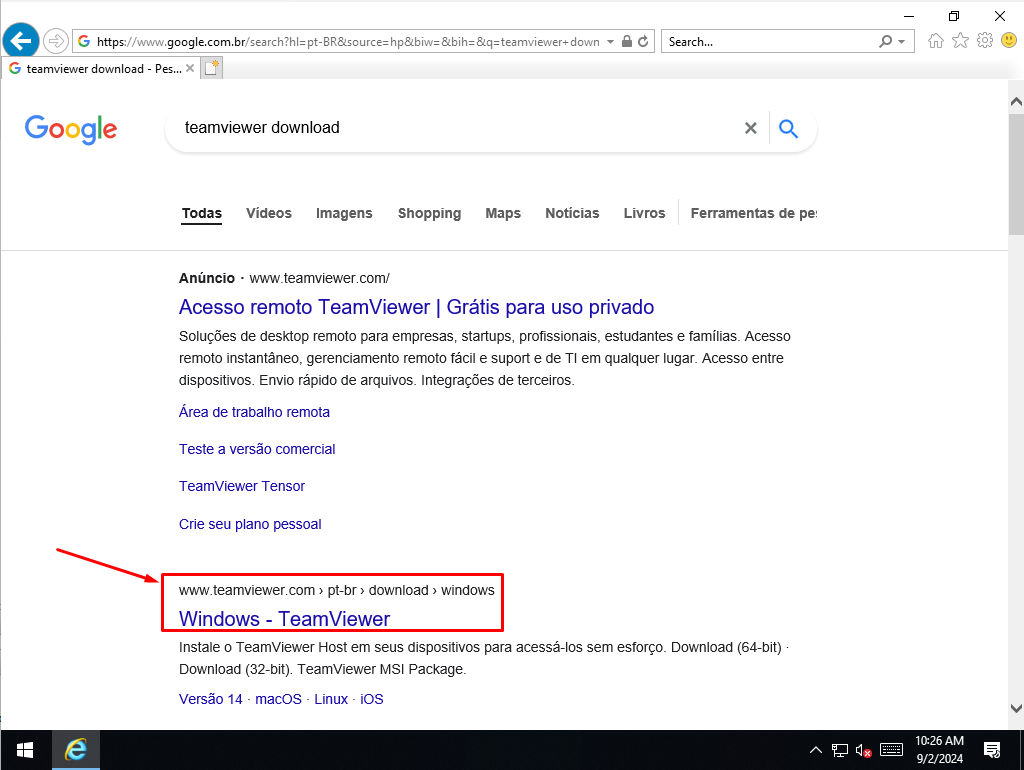 https://www.google.com.br/search?hl=pt-BR&source=hp&biw=&bih=&q=teamviewer+down
Search...
teamviewer download - Pes...
Google
teamviewer download
Todas
Vídeos
Imagens
Shopping
Maps
Notícias
Livros
Ferramentas de pes
Anúncio · www.teamviewer.com/
Acesso remoto TeamViewer | Grátis para uso privado
Soluções de desktop remoto para empresas, startups, profissionais, estudantes e famílias. Acesso
remoto instantâneo, gerenciamento remoto fácil e suport e de TI em qualquer lugar. Acesso entre
dispositivos. Envio rápido de arquivos. Integrações de terceiros.
Área de trabalho remota
Teste a versão comercial
TeamViewer Tensor
Crie seu plano pessoal
www.teamviewer.com › pt-br › download › windows
Windows - TeamViewer
Instale o TeamViewer Host em seus dispositivos para acessá-los sem esforço. Download (64-bit) ·
Download (32-bit). TeamViewer MSI Package.
Versão 14 · macOS · Linux · iOS
10:26 AM
9/2/2024